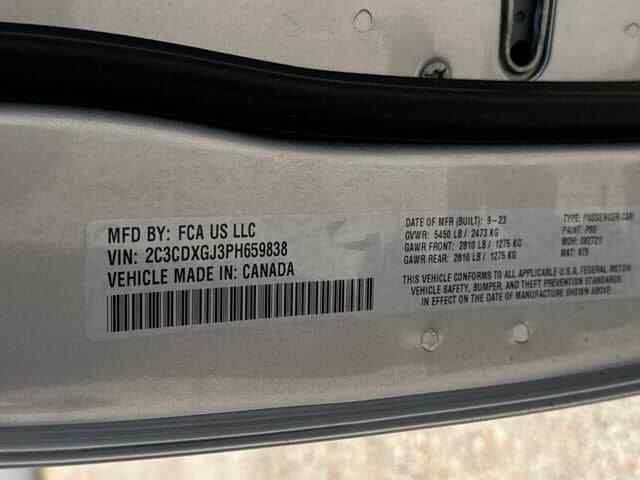 MFD BY: FCA US LLC
VIN: 2C3CDXGJ3PH659838
VEHICLE MADE IN: CANADA
DATE OF MFR (BUILT): 9-23
GVWR: 5450 LB / 2473 KG
GAWR FRONT: 2810 LB / 1275 KG
GAWR REAR: 2810 LB / 1275 KG
TYPE: PASSENGER CAR
PAINT:
MDH:
MAT:
THIS VEHICLE CONFORMS TO ALL APPLICABLE U.S.A. FEDERAL MOTOR
VEHICLE SAFETY, BUMPER, AND THEFT PREVENTION STANDARDS
IN EFFECT ON THE DATE OF MANUFACTURE SHOWN ABOVE